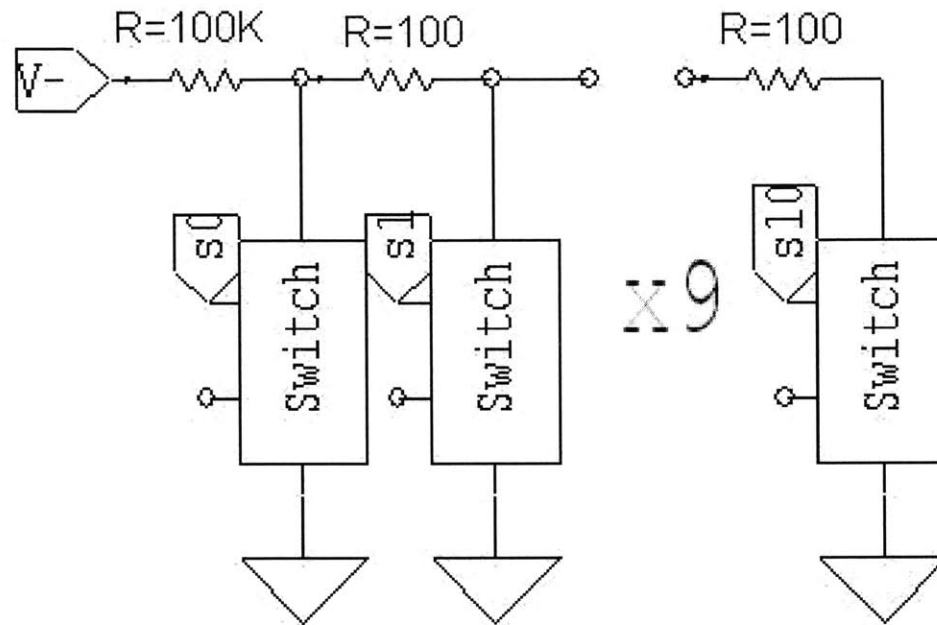 R=100K
R=100
R=100
V-
s0
s1
s10
Switch
Switch
x9
Switch